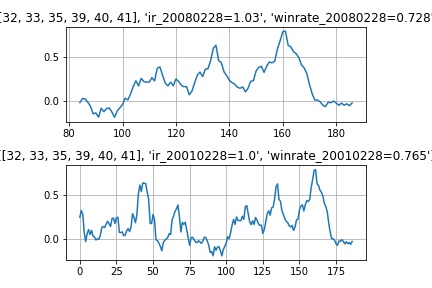 [32, 33, 35, 39, 40, 41], 'ir_20080228=1.03', 'winrate_20080228=0.728'
0.5
0.0
80 100 120 140 160 180
[[32, 33, 35, 39, 40, 41], 'ir_20010228=1.0', 'winrate_20010228=0.765']
0.5
0.0
0 25 50 75 100 125 150 175